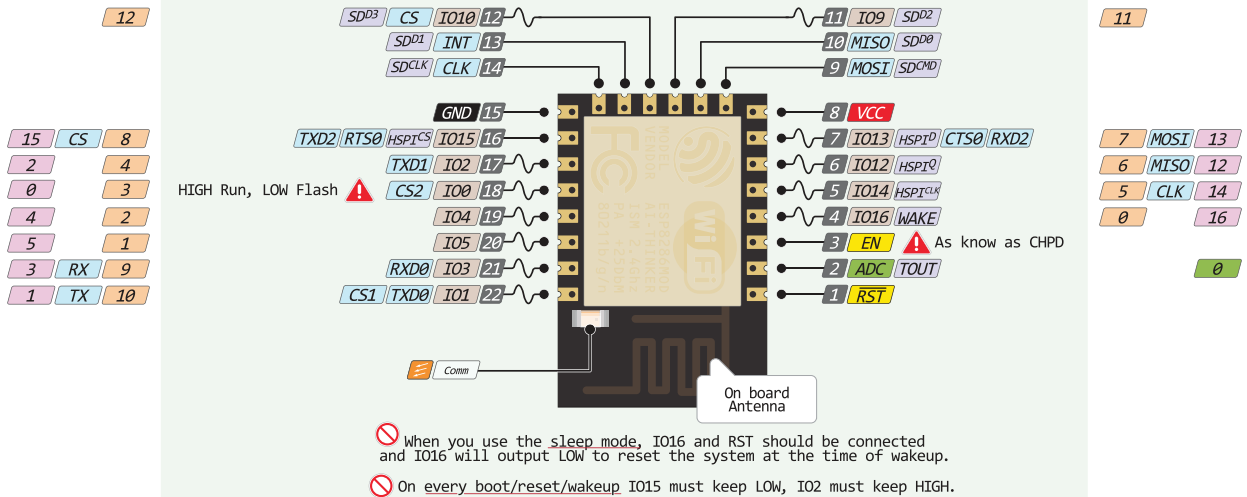 12 SDD3 CS IO10 12 11 IO9 SDD2 11
SDD1 INT 13 10 MISO SDD0
SDCLK CLK 14 9 MOSI SDCMD
GND 15 8 VCC
15 CS 8 TXD2 RTS0 HSPICS IO15 16 7 IO13 HSPID CTS0 RXD2 7 MOSI 13
2 4 TXD1 IO2 17 6 IO12 HSPIQ 6 MISO 12
0 3 HIGH Run, LOW Flash CS2 IO0 18 5 IO14 HSPICLK 5 CLK 14
4 2 IO4 19 4 IO16 WAKE 0 16
5 1 IO5 20 3 EN As know as CHPD
3 RX 9 RXD0 IO3 21 2 ADC TOUT 0
1 TX 10 CS1 TXD0 IO1 22 1 RST
FC
WiFi
MODEL
VENDOR
Comm
On board
Antenna
When you use the sleep mode, IO16 and RST should be connected
and IO16 will output LOW to reset the system at the time of wakeup.
On every boot/reset/wakeup IO15 must keep LOW, IO2 must keep HIGH.